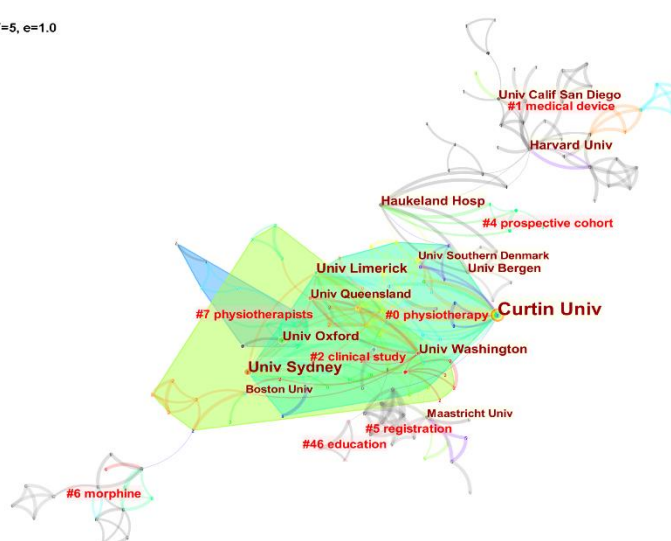 =5, e=1.0
Univ Calif San Diego
#1 medical device
Harvard Univ
Haukeland Hosp
#4 prospective cohort
Univ Southern Denmark
Univ Limerick
Univ Bergen
Univ Queensland
#7 physiotherapists
#0 physiotherapy
Curtin Univ
Univ Oxford
Univ Washington
#2 clinical study
Univ Sydney
Boston Univ
Maastricht Univ
#5 registration
#46 education
#6 morphine